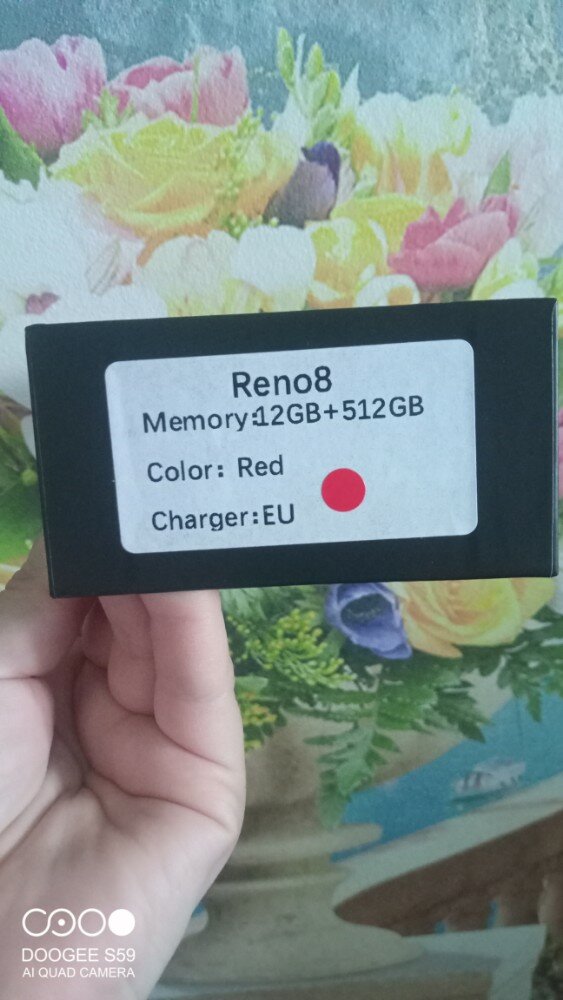 Reno8
Memory:12GB+512GB
Color: Red
Charger:EU
DOOGEE S59
AI QUAD CAMERA